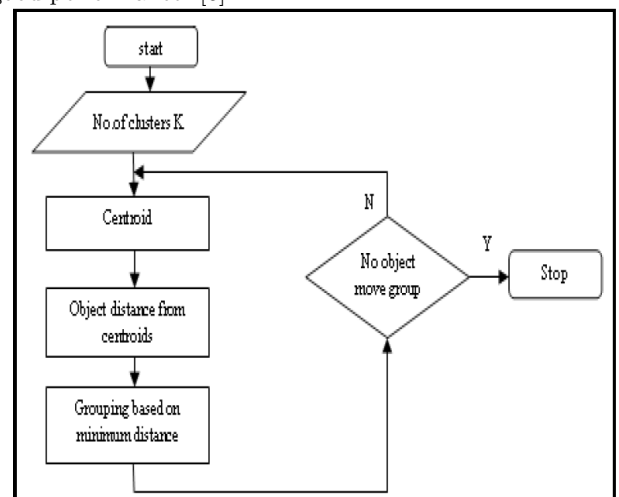 start
No.of clusters K
Centroid
Object distance from
centroids
Grouping based on
minimum distance
N
No object
move group
Y
Stop